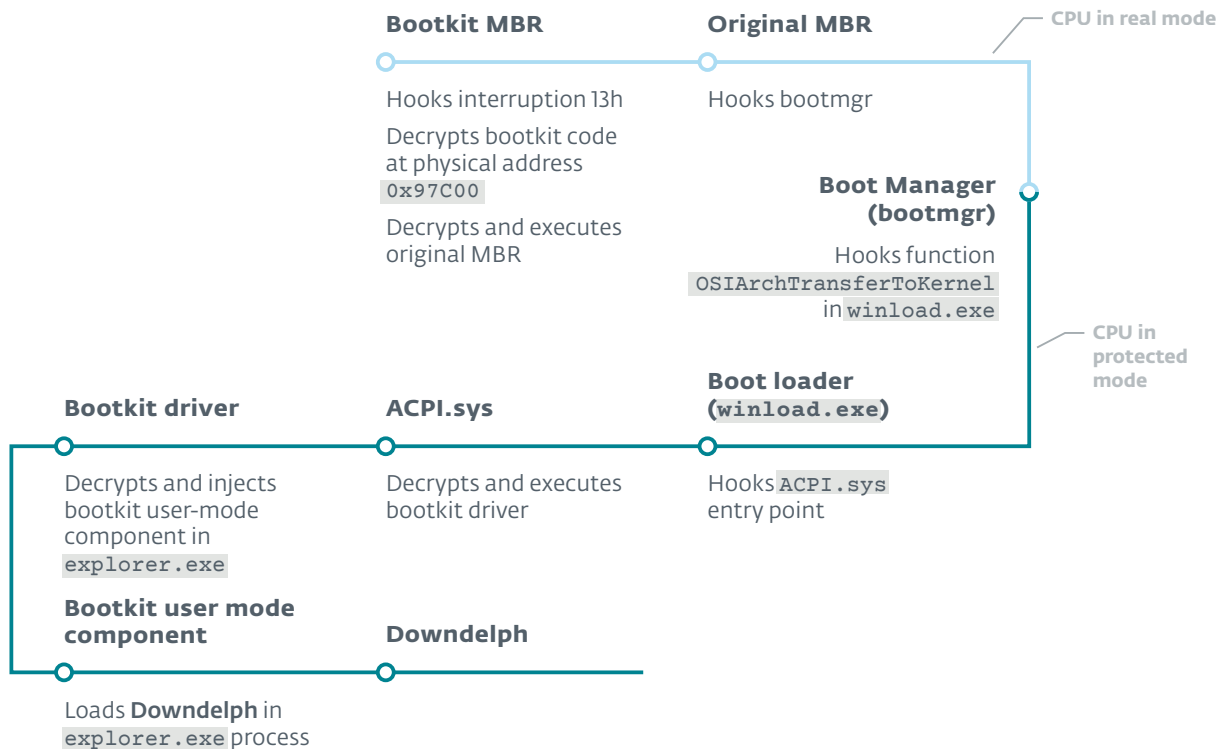 Bootkit MBR
Hooks interruption 13h
Decrypts bootkit code
at physical address
0x97C00
Decrypts and executes
original MBR
Original MBR
Hooks bootmgr
CPU in real mode
Boot Manager
(bootmgr)
Hooks function
OSIArchTransferToKernel
in winload.exe
CPU in
protected
mode
Boot loader
(winload.exe)
Hooks ACPI.sys
entry point
ACPI.sys
Decrypts and executes
bootkit driver
Bootkit driver
Decrypts and injects
bootkit user-mode
component in
explorer.exe
Bootkit user mode
component
Loads Downdelph in
explorer.exe process
Downdelph